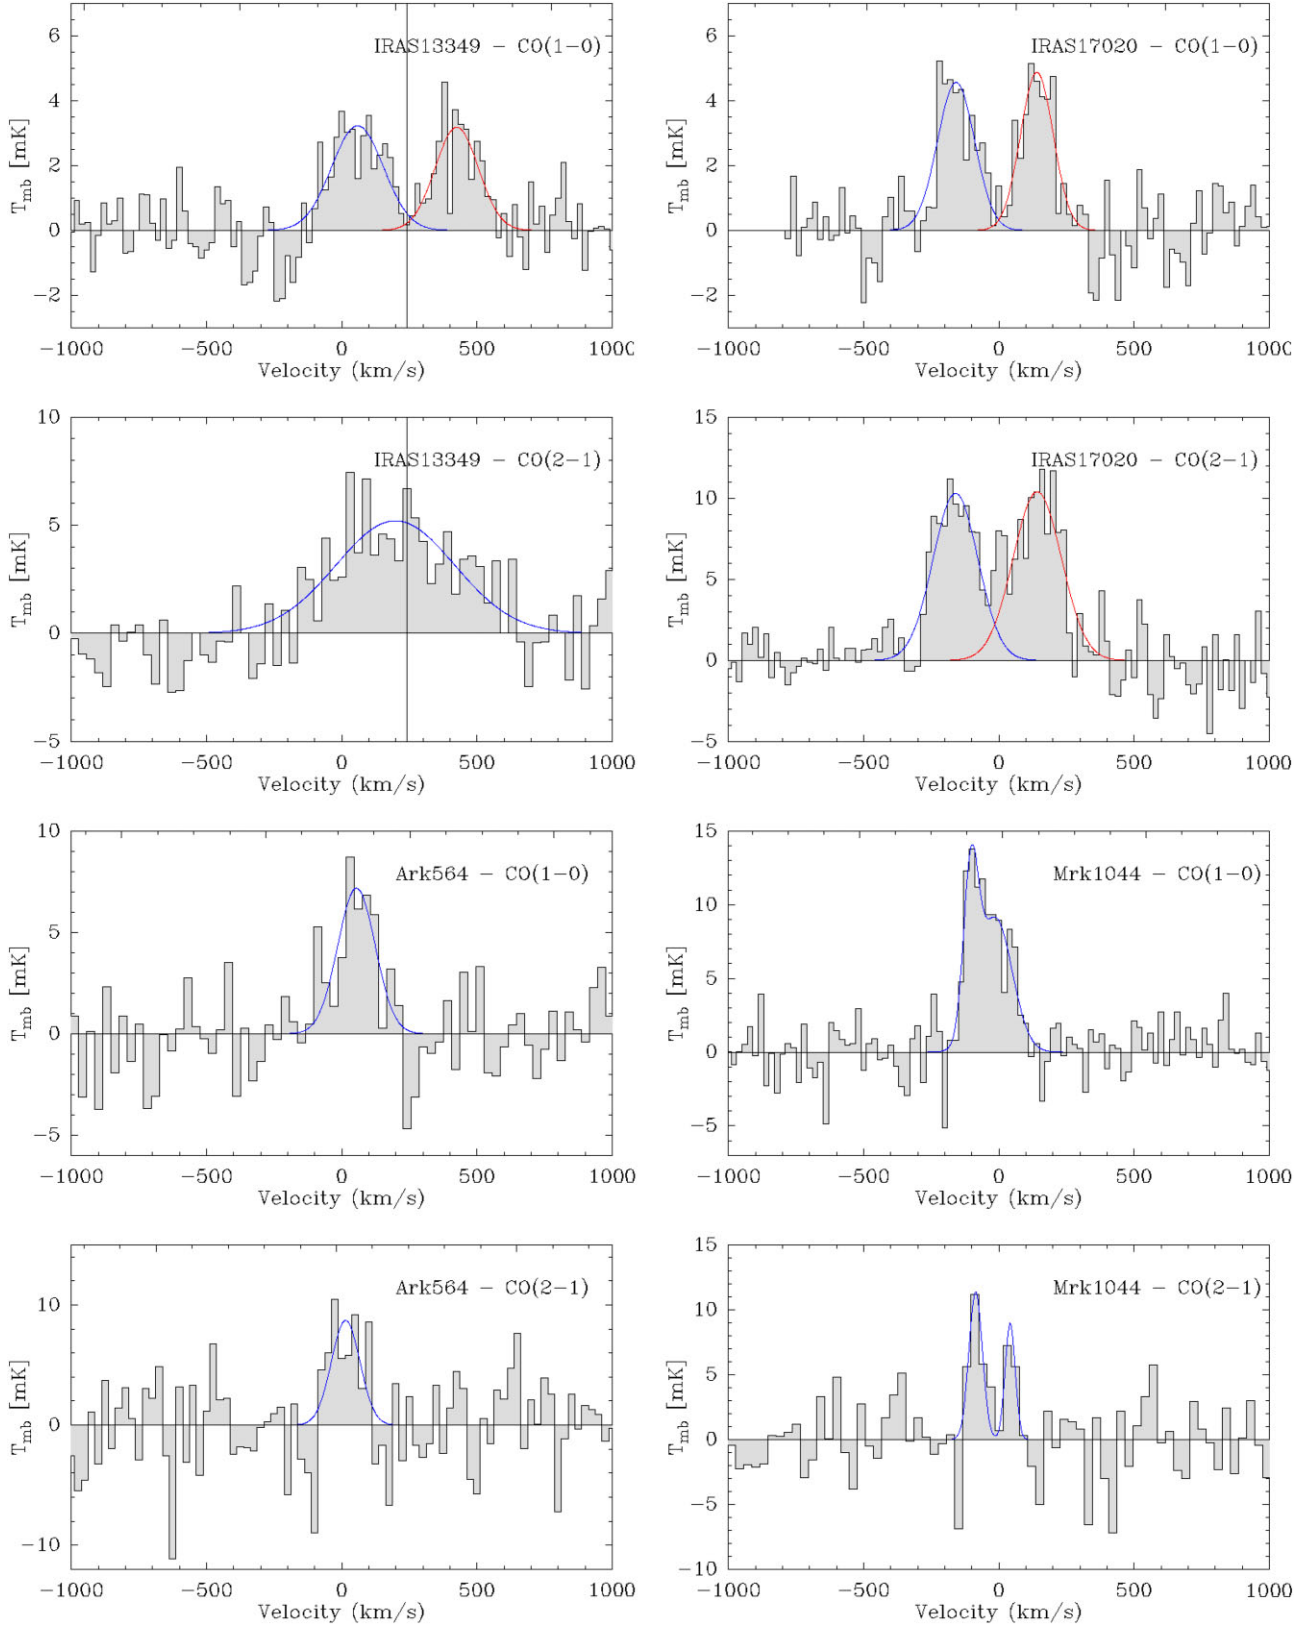 IRAS13349 − CO(1−0)
6
4
2
0
−2
T_mb [mK]
−1000 −500 0 500 1000
Velocity (km/s)
IRAS17020 − CO(1−0)
6
4
2
0
−2
T_mb [mK]
−1000 −500 0 500 1000
Velocity (km/s)
IRAS13349 − CO(2−1)
10
5
0
−5
T_mb [mK]
−1000 −500 0 500 1000
Velocity (km/s)
IRAS17020 − CO(2−1)
15
10
5
0
−5
T_mb [mK]
−1000 −500 0 500 1000
Velocity (km/s)
Ark564 − CO(1−0)
10
5
0
−5
T_mb [mK]
−1000 −500 0 500 1000
Velocity (km/s)
Mrk1044 − CO(1−0)
15
10
5
0
−5
T_mb [mK]
−1000 −500 0 500 1000
Velocity (km/s)
Ark564 − CO(2−1)
10
0
−10
T_mb [mK]
−1000 −500 0 500 1000
Velocity (km/s)
Mrk1044 − CO(2−1)
15
10
5
0
−5
−10
T_mb [mK]
−1000 −500 0 500 1000
Velocity (km/s)